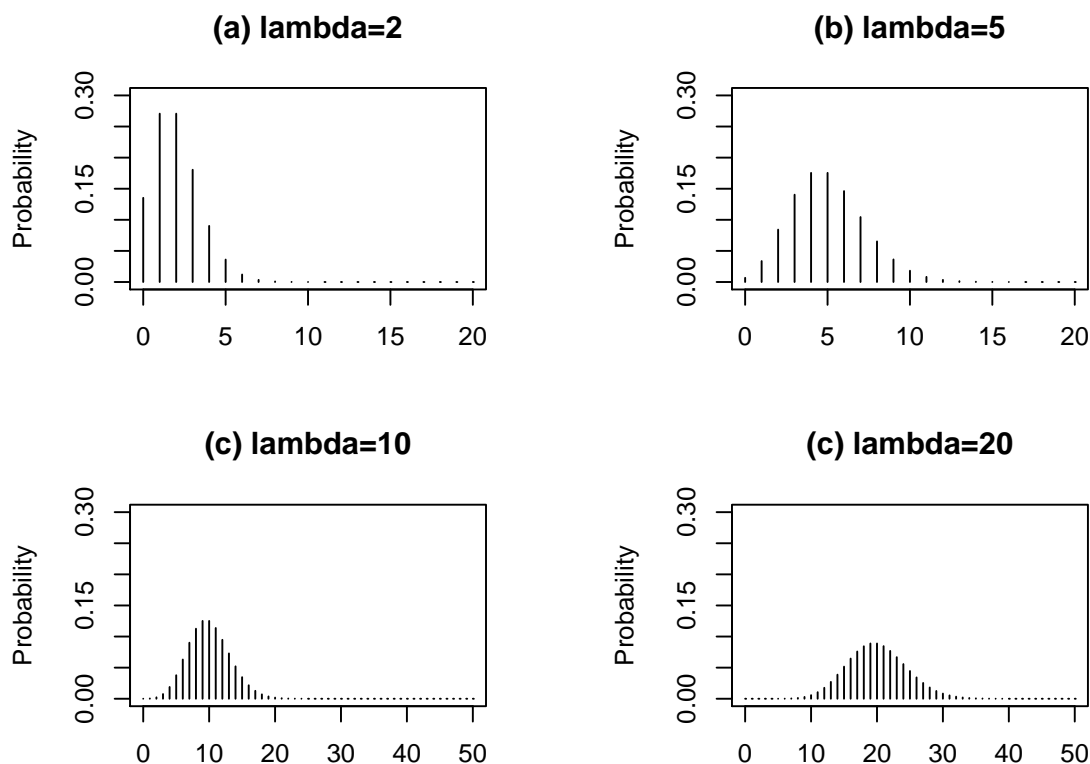 (a) lambda=2
Probability
0.00 0.15 0.30
0 5 10 15 20
(b) lambda=5
Probability
0.00 0.15 0.30
0 5 10 15 20
(c) lambda=10
Probability
0.00 0.15 0.30
0 10 20 30 40 50
(c) lambda=20
Probability
0.00 0.15 0.30
0 10 20 30 40 50